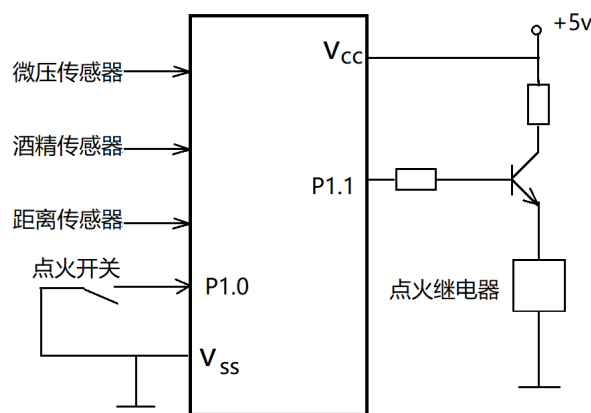 +5v
Vcc
微压传感器
酒精传感器
P1.1
距离传感器
点火开关
P1.0
点火继电器
Vss